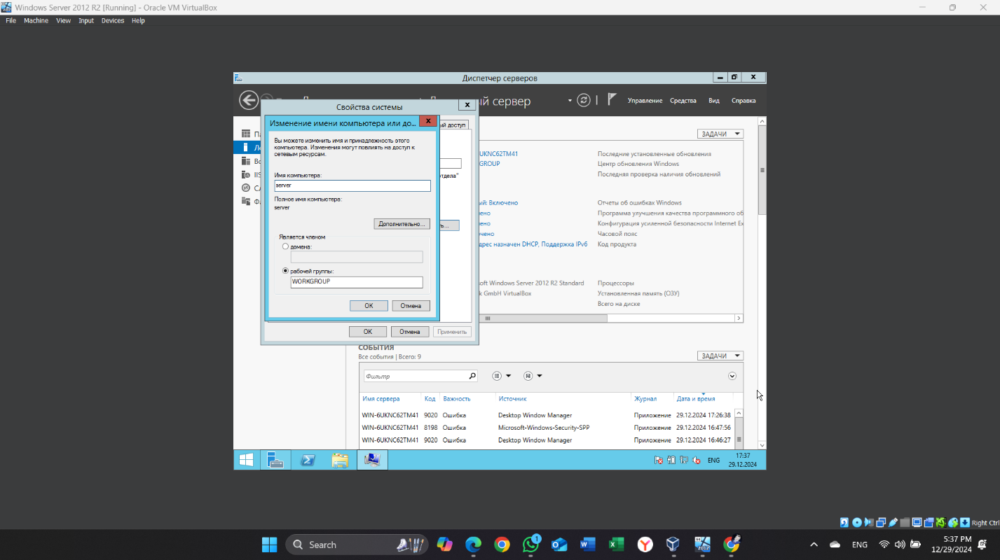 Windows Server 2012 R2 [Running] - Oracle VM VirtualBox
File Machine View Input Devices Help
Диспетчер серверов
ый сервер
Управление Средства Вид Справка
Свойства системы
ый доступ
Изменение имени компьютера или до...
Вы можете изменить имя и принадлежность этого
компьютера. Изменения могут повлиять на доступ к
сетевым ресурсам.
Имя компьютера:
server
Полное имя компьютера:
server
Дополнительно...
Является членом
домена:
рабочей группы:
WORKGROUP
OK Отмена
OK Отмена Применить
отдела"
IIS
ЗАДАЧИ
UKNC62TM41 Последние установленные обновления
GROUP Центр обновления Windows
Последняя проверка наличия обновлений
ый: Включено Отчеты об ошибках Windows
ено Программа улучшения качества программного об
ено Конфигурация усиленной безопасности Internet Ex
чено Часовой пояс
дрес назначен DHCP, Поддержка IPv6 Код продукта
soft Windows Server 2012 R2 Standard Процессоры
k GmbH VirtualBox Установленная память (ОЗУ)
Всего на диске
СОБЫТИЯ
Все события | Всего: 9
ЗАДАЧИ
Фильтр
Имя сервера Код Важность Источник Журнал Дата и время
WIN-6UKNC62TM41 9020 Ошибка Desktop Window Manager Приложение 29.12.2024 17:26:38
WIN-6UKNC62TM41 8198 Ошибка Microsoft-Windows-Security-SPP Приложение 29.12.2024 16:47:56
WIN-6UKNC62TM41 9020 Ошибка Desktop Window Manager Приложение 29.12.2024 16:46:27
ENG
17:37
29.12.2024
Right Ctrl
Search
1
2012
ENG
5:37 PM
12/29/2024